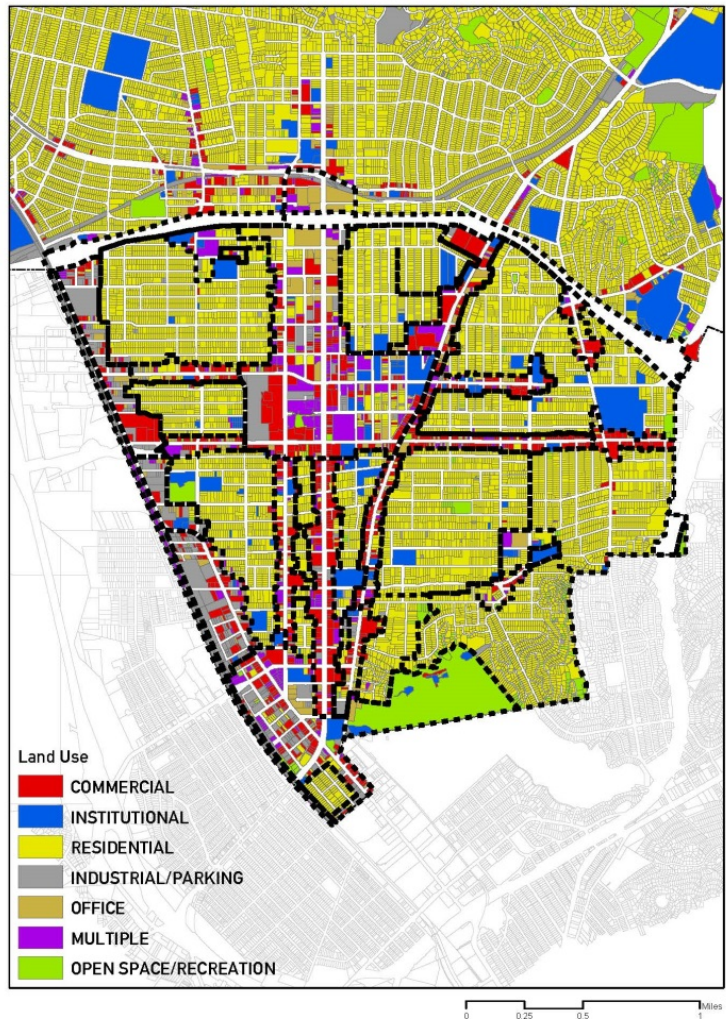 Land Use
COMMERCIAL
INSTITUTIONAL
RESIDENTIAL
INDUSTRIAL/PARKING
OFFICE
MULTIPLE
OPEN SPACE/RECREATION
Miles
0 0.25 0.5 1